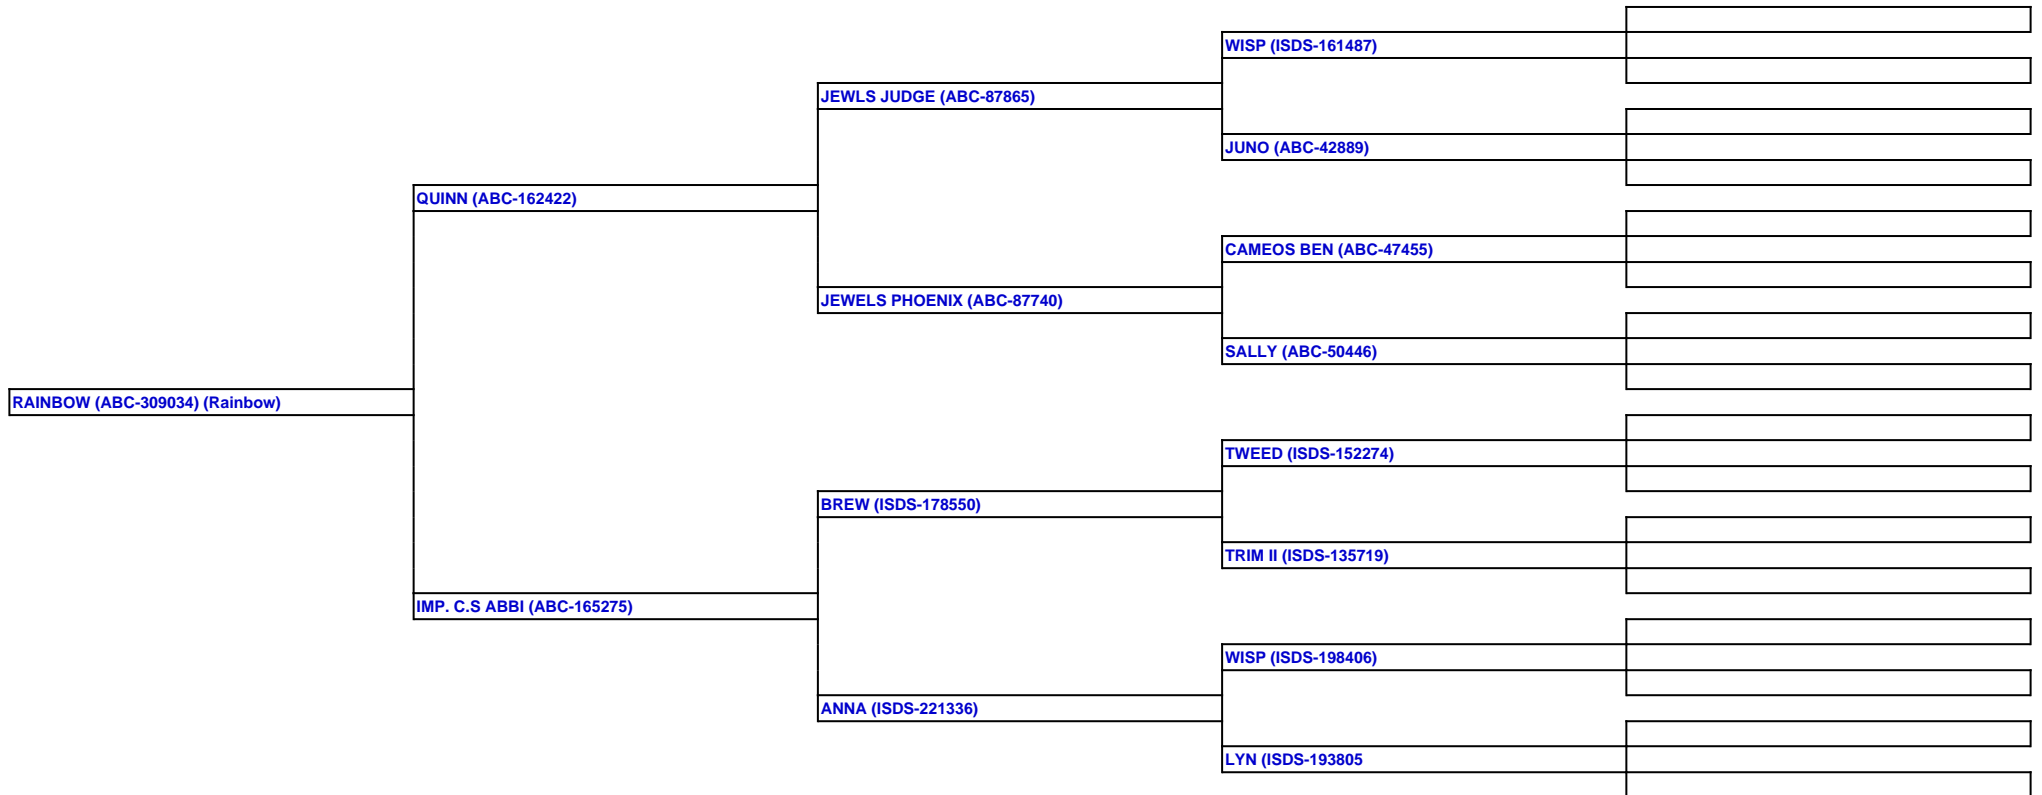 WISP (ISDS-161487)
JEWLS JUDGE (ABC-87865)
JUNO (ABC-42889)
QUINN (ABC-162422)
CAMEOS BEN (ABC-47455)
JEWELS PHOENIX (ABC-87740)
SALLY (ABC-50446)
RAINBOW (ABC-309034) (Rainbow)
TWEED (ISDS-152274)
BREW (ISDS-178550)
TRIM II (ISDS-135719)
IMP. C.S ABBI (ABC-165275)
WISP (ISDS-198406)
ANNA (ISDS-221336)
LYN (ISDS-193805